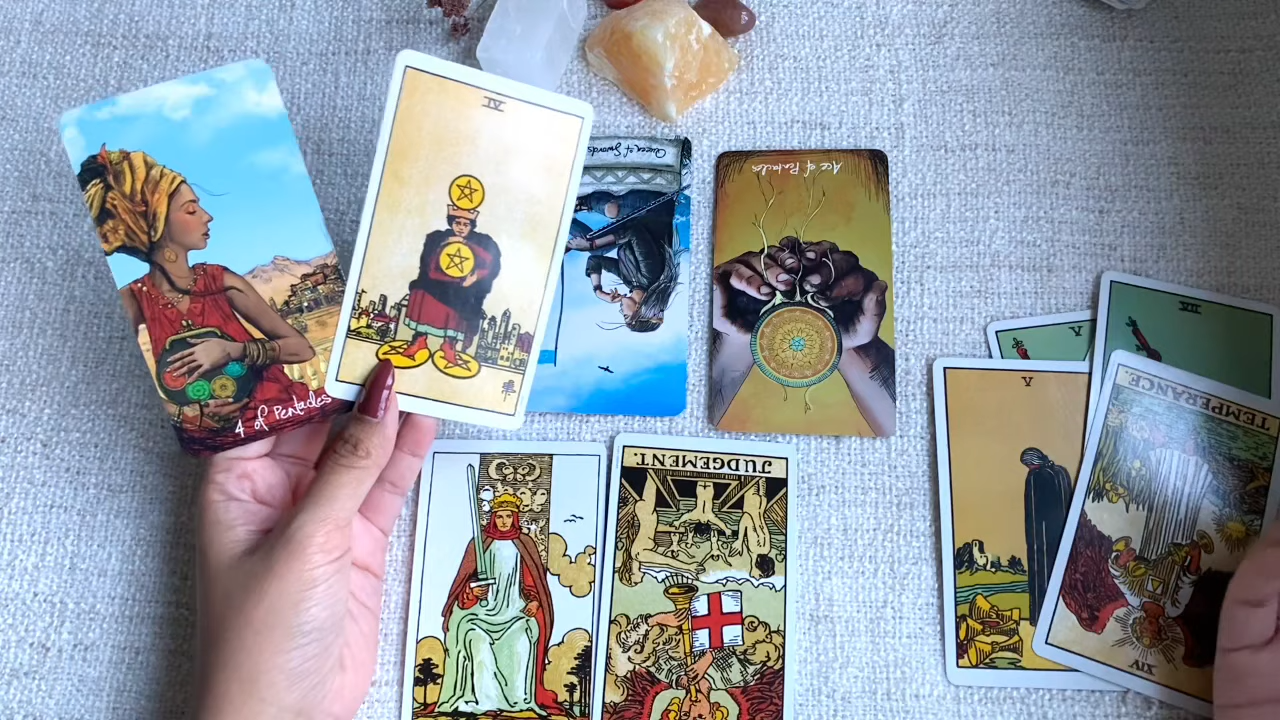 IV
4 of Pentacles
Queen of Swords
Ace of Pentacles
JUDGEMENT.
V
V
TEMPERANCE.
XIV